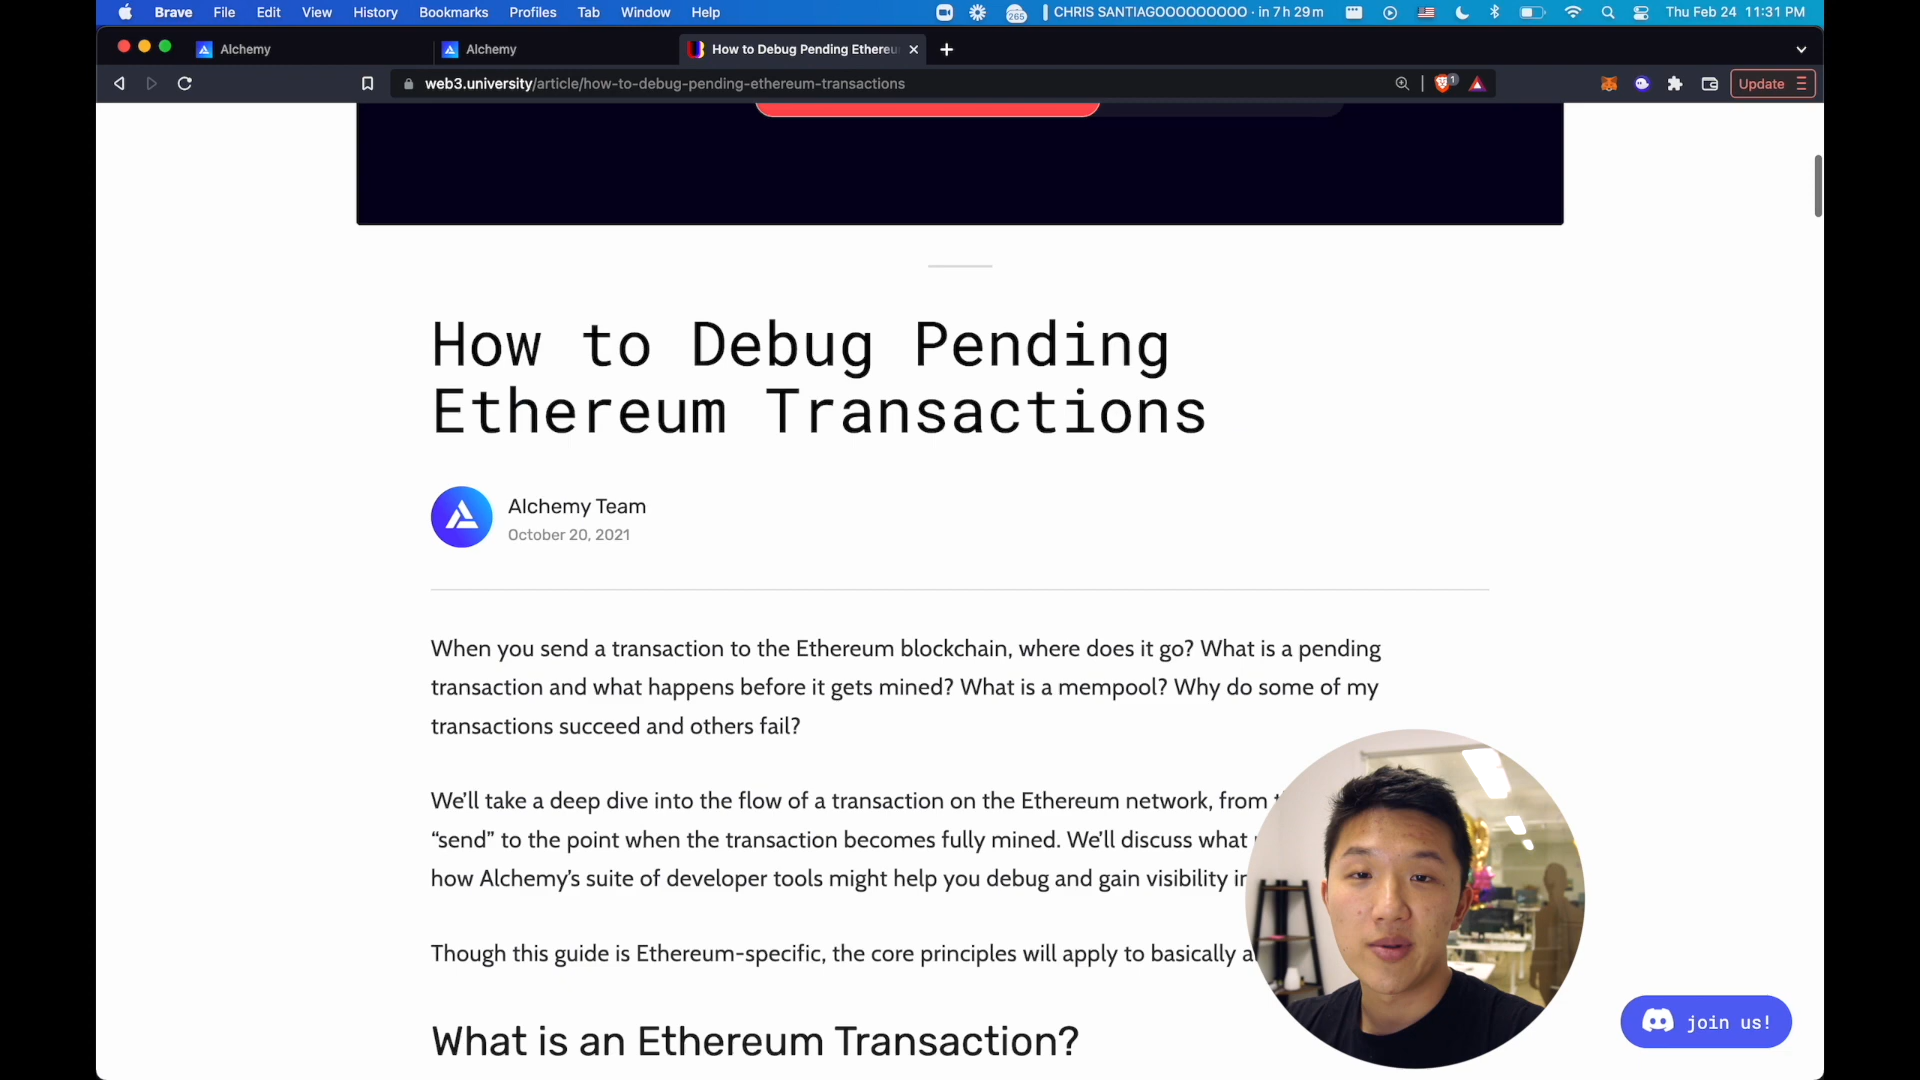 Brave File Edit View History Bookmarks Profiles Tab Window Help 265 CHRIS SANTIAGOOOOOOOOO · in 7 h 29 m Thu Feb 24 11:31 PM
Alchemy Alchemy How to Debug Pending Ethereu
web3.university/article/how-to-debug-pending-ethereum-transactions 1 Update
How to Debug Pending
Ethereum Transactions
Alchemy Team
October 20, 2021
When you send a transaction to the Ethereum blockchain, where does it go? What is a pending
transaction and what happens before it gets mined? What is a mempool? Why do some of my
transactions succeed and others fail?
We’ll take a deep dive into the flow of a transaction on the Ethereum network, from
“send” to the point when the transaction becomes fully mined. We’ll discuss what
how Alchemy’s suite of developer tools might help you debug and gain visibility
Though this guide is Ethereum-specific, the core principles will apply to basically
What is an Ethereum Transaction?
join us!